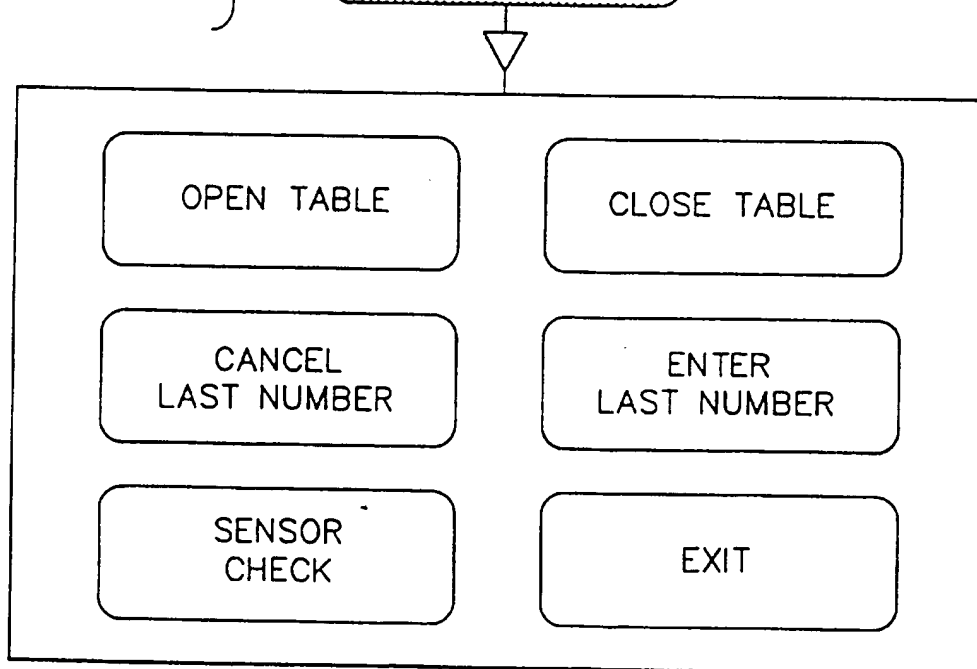 OPEN TABLE
CLOSE TABLE
CANCEL
LAST NUMBER
ENTER
LAST NUMBER
SENSOR
CHECK
EXIT